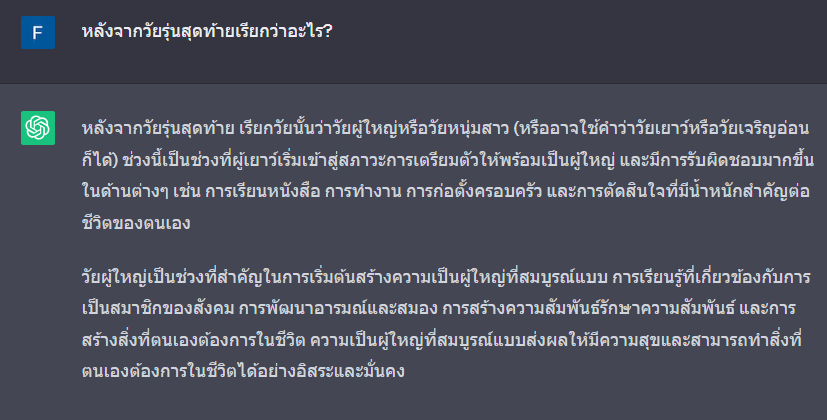 F
หลังจากวัยรุ่นสุดท้ายเรียกว่าอะไร?
หลังจากวัยรุ่นสุดท้าย เรียกวัยนั้นว่าวัยผู้ใหญ่หรือวัยหนุ่มสาว (หรืออาจใช้คำว่าวัยเยาว์หรือวัยเจริญอ่อน
ก็ได้) ช่วงนี้เป็นช่วงที่ผู้เยาว์เริ่มเข้าสู่สภาวะการเตรียมตัวให้พร้อมเป็นผู้ใหญ่ และมีการรับผิดชอบมากขึ้น
ในด้านต่างๆ เช่น การเรียนหนังสือ การทำงาน การก่อตั้งครอบครัว และการตัดสินใจที่มีน้ำหนักสำคัญต่อ
ชีวิตของตนเอง
วัยผู้ใหญ่เป็นช่วงที่สำคัญในการเริ่มต้นสร้างความเป็นผู้ใหญ่ที่สมบูรณ์แบบ การเรียนรู้ที่เกี่ยวข้องกับการ
เป็นสมาชิกของสังคม การพัฒนาอารมณ์และสมอง การสร้างความสัมพันธ์รักษาความสัมพันธ์ และการ
สร้างสิ่งที่ตนเองต้องการในชีวิต ความเป็นผู้ใหญ่ที่สมบูรณ์แบบส่งผลให้มีความสุขและสามารถทำสิ่งที่
ตนเองต้องการในชีวิตได้อย่างอิสระและมั่นคง